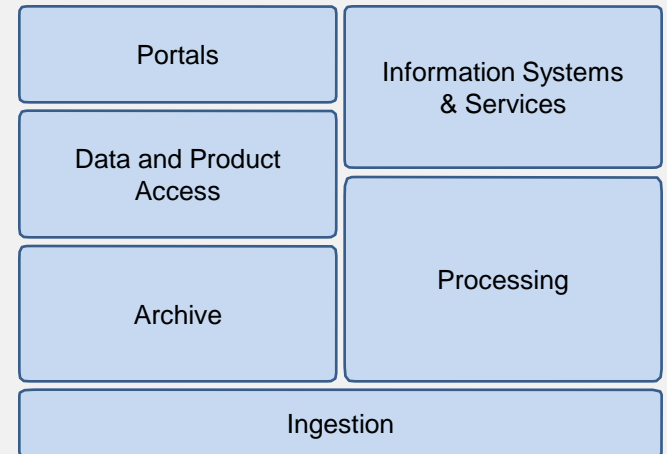 Portals
Information Systems
& Services
Data and Product
Access
Processing
Archive
Ingestion